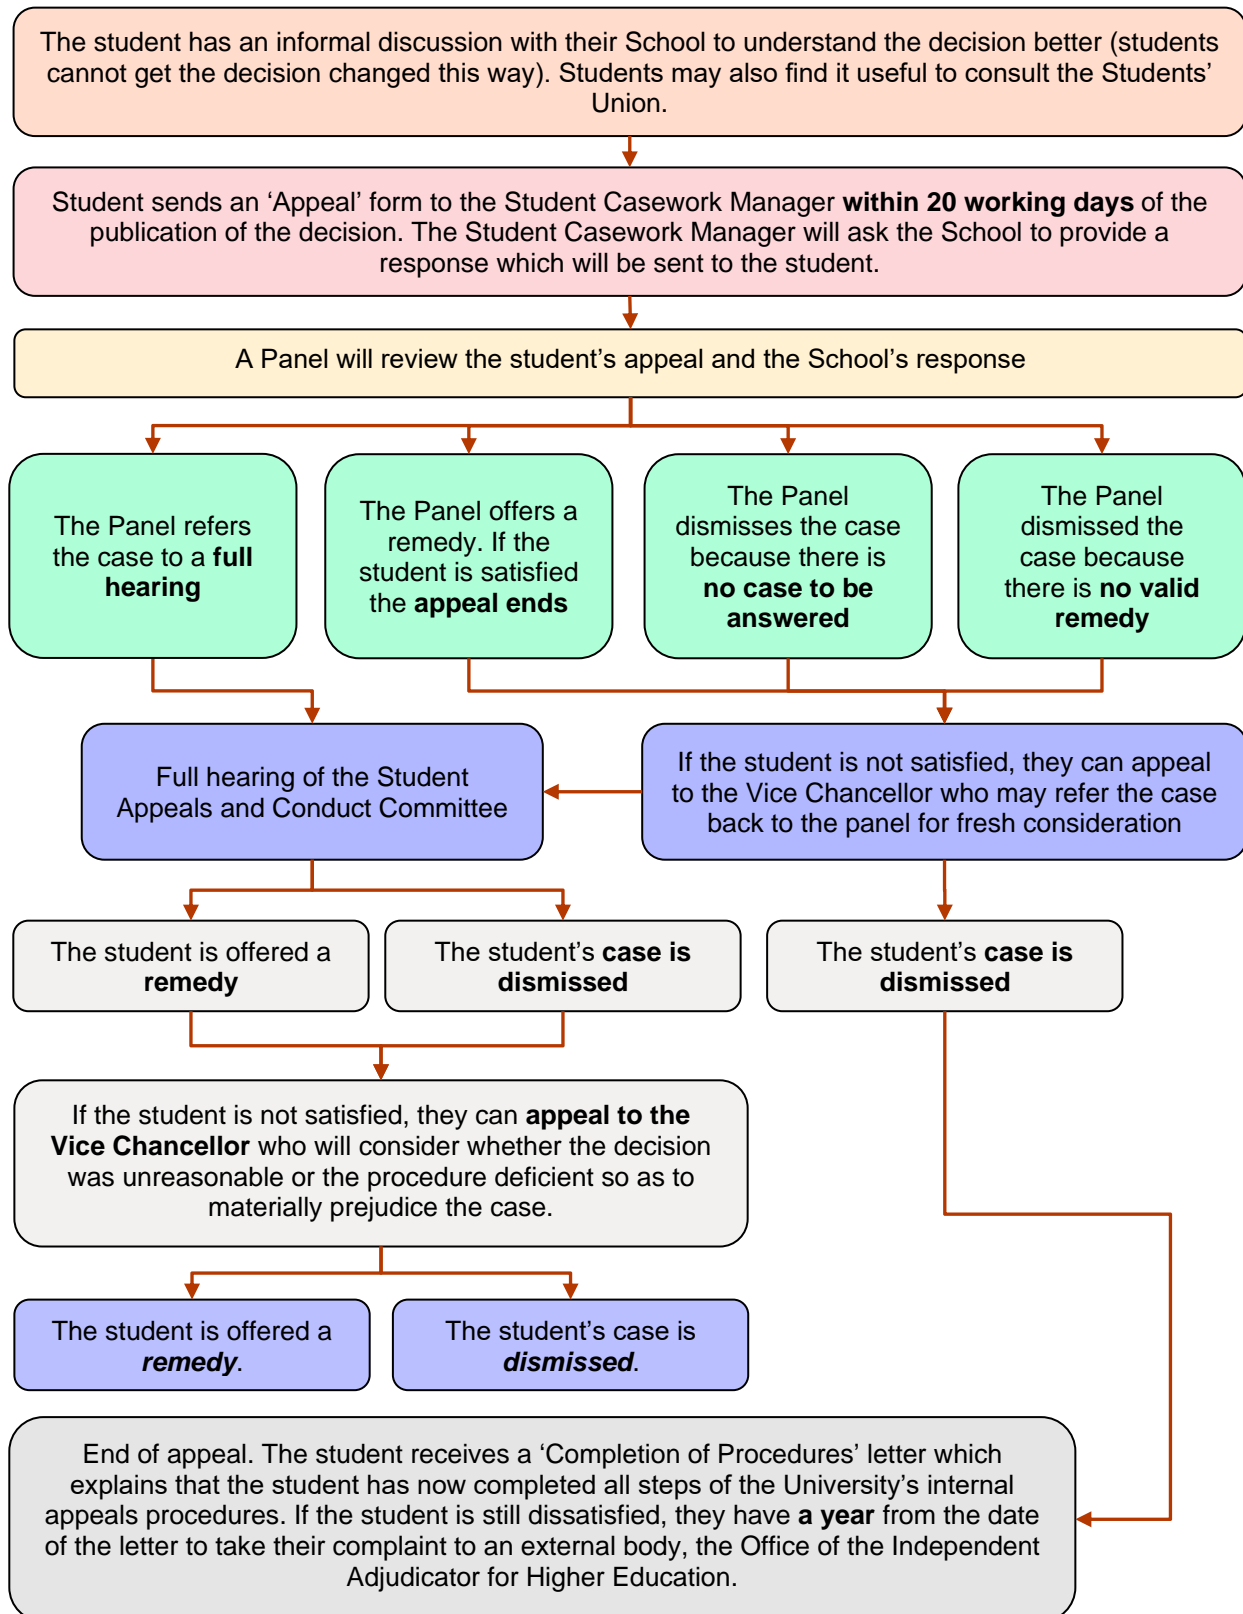 The student has an informal discussion with their School to understand the decision better (students
cannot get the decision changed this way). Students may also find it useful to consult the Students’
Union.
Student sends an ‘Appeal’ form to the Student Casework Manager within 20 working days of the
publication of the decision. The Student Casework Manager will ask the School to provide a
response which will be sent to the student.
A Panel will review the student’s appeal and the School’s response
The Panel refers
the case to a full
hearing
The Panel offers a
remedy. If the
student is satisfied
the appeal ends
The Panel
dismisses the case
because there is
no case to be
answered
The Panel
dismissed the
case because
there is no valid
remedy
Full hearing of the Student
Appeals and Conduct Committee
If the student is not satisfied, they can appeal
to the Vice Chancellor who may refer the case
back to the panel for fresh consideration
The student is offered a
remedy
The student’s case is
dismissed
The student’s case is
dismissed
If the student is not satisfied, they can appeal to the
Vice Chancellor who will consider whether the decision
was unreasonable or the procedure deficient so as to
materially prejudice the case.
The student is offered a
remedy.
The student’s case is
dismissed.
End of appeal. The student receives a ‘Completion of Procedures’ letter which
explains that the student has now completed all steps of the University’s internal
appeals procedures. If the student is still dissatisfied, they have a year from the date
of the letter to take their complaint to an external body, the Office of the Independent
Adjudicator for Higher Education.